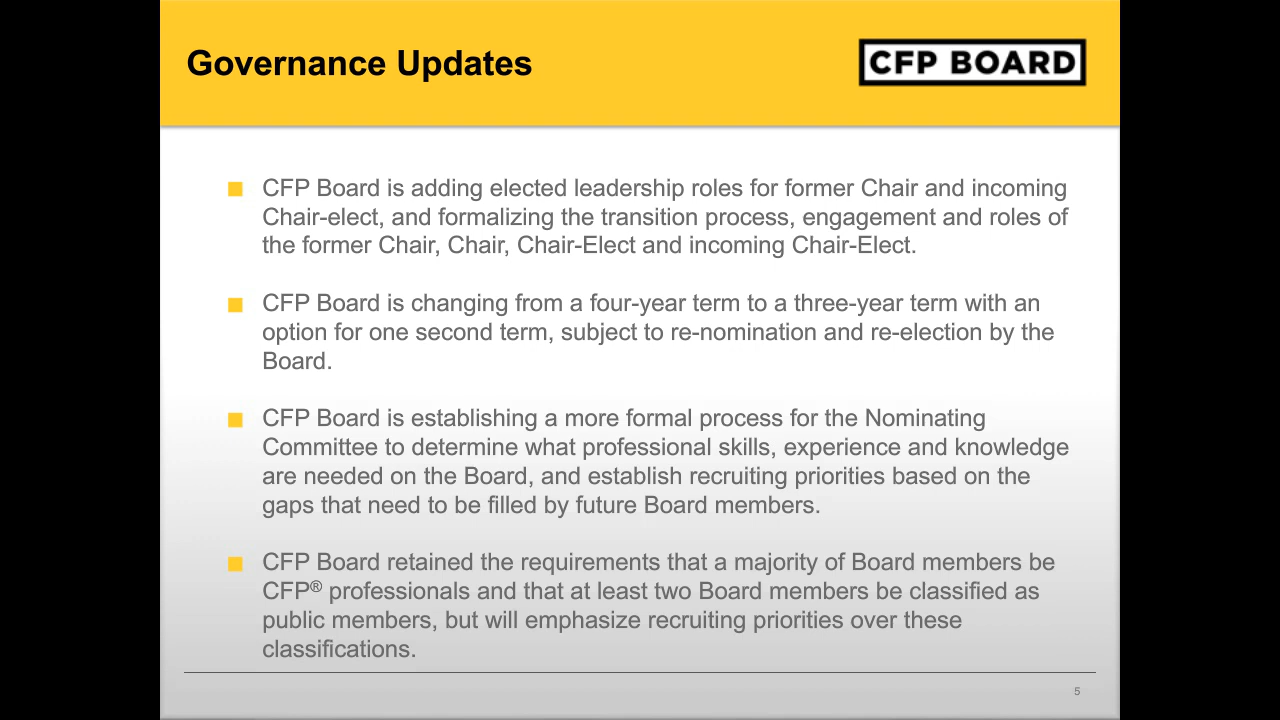 Governance Updates
CFP BOARD
CFP Board is adding elected leadership roles for former Chair and incoming
Chair-elect, and formalizing the transition process, engagement and roles of
the former Chair, Chair, Chair-Elect and incoming Chair-Elect.
CFP Board is changing from a four-year term to a three-year term with an
option for one second term, subject to re-nomination and re-election by the
Board.
CFP Board is establishing a more formal process for the Nominating
Committee to determine what professional skills, experience and knowledge
are needed on the Board, and establish recruiting priorities based on the
gaps that need to be filled by future Board members.
CFP Board retained the requirements that a majority of Board members be
CFP® professionals and that at least two Board members be classified as
public members, but will emphasize recruiting priorities over these
classifications.
5